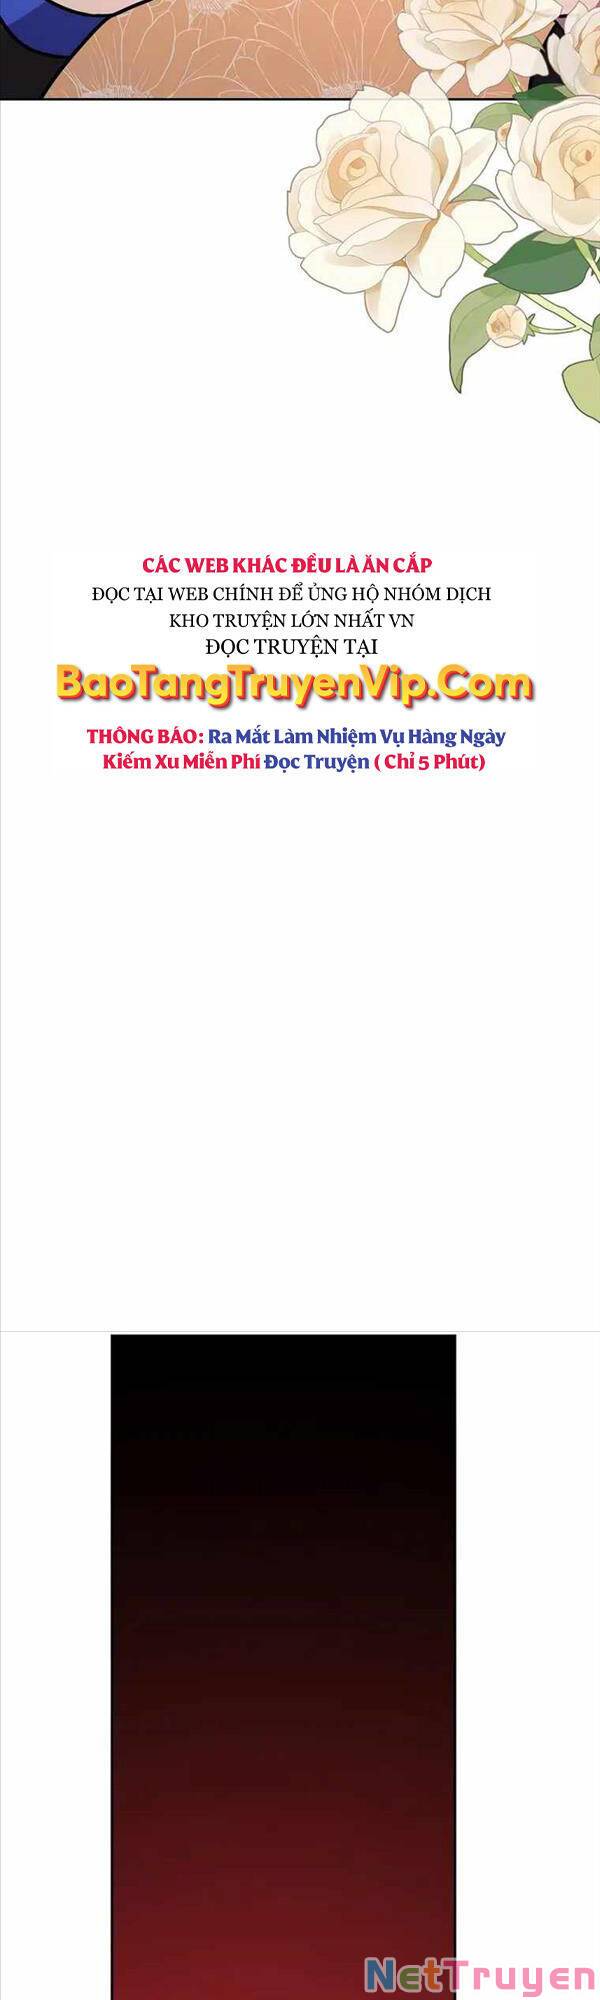 CÁC WEB KHÁC ĐỀU LÀ ĂN CẮP
ĐỌC TẠI WEB CHÍNH ĐỂ ỦNG HỘ NHÓM DỊCH
KHO TRUYỆN LỚN NHẤT VN
ĐỌC TRUYỆN TẠI
BaoTangTruyenVip.Com
THÔNG BÁO: Ra Mắt Làm Nhiệm Vụ Hàng Ngày
Kiếm Xu Miễn Phí Đọc Truyện ( Chỉ 5 Phút)
NetTruyen